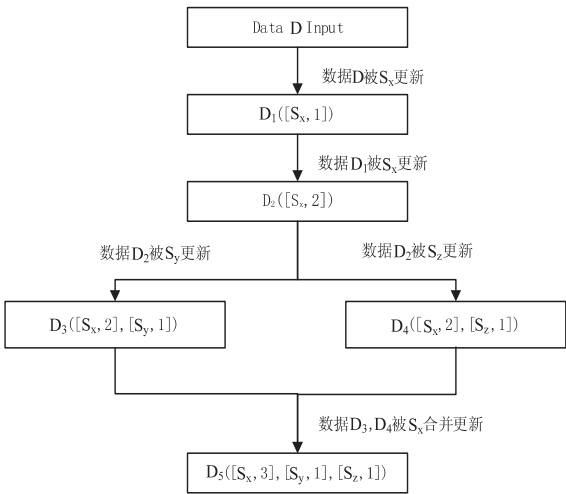 Data D Input
数据D被Sx更新
D1([Sx,1])
数据D1被Sx更新
D2([Sx,2])
数据D2被Sy更新
数据D2被Sz更新
D3([Sx,2],[Sy,1])
D4([Sx,2],[Sz,1])
数据D3,D4被Sx合并更新
D5([Sx,3],[Sy,1],[Sz,1])